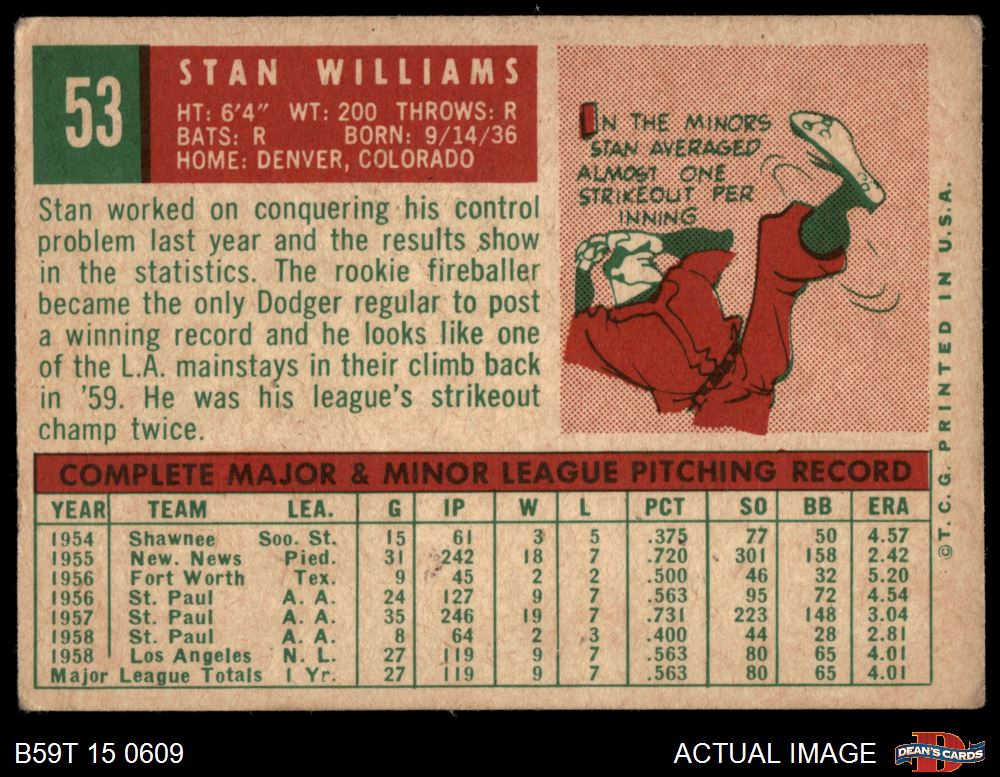 53
STAN WILLIAMS
HT: 6'4" WT: 200 THROWS: R
BATS: R BORN: 9/14/36
HOME: DENVER, COLORADO
Stan worked on conquering his control
problem last year and the results show
in the statistics. The rookie fireballer
became the only Dodger regular to post
a winning record and he looks like one
of the L.A. mainstays in their climb back
in '59. He was his league's strikeout
champ twice.
IN THE MINORS
STAN AVERAGED
ALMOST ONE
STRIKEOUT PER
INNING
COMPLETE MAJOR & MINOR LEAGUE PITCHING RECORD
YEAR TEAM LEA. G IP W L PCT SO BB ERA
1954 Shawnee Soo. St. 15 61 3 5 .375 77 50 4.57
1955 New. News Pied. 31 242 18 7 .720 301 158 2.42
1956 Fort Worth Tex. 9 45 2 2 .500 46 32 5.20
1956 St. Paul A. A. 24 127 9 7 .563 95 72 4.54
1957 St. Paul A. A. 35 246 19 7 .731 223 148 3.04
1958 St. Paul A. A. 8 64 2 3 .400 44 28 2.81
1958 Los Angeles N. L. 27 119 9 7 .563 80 65 4.01
Major League Totals 1 Yr. 27 119 9 7 .563 80 65 4.01
©T. C. G. PRINTED IN U.S.A.
B59T 15 0609
ACTUAL IMAGE
DEAN'S CARDS